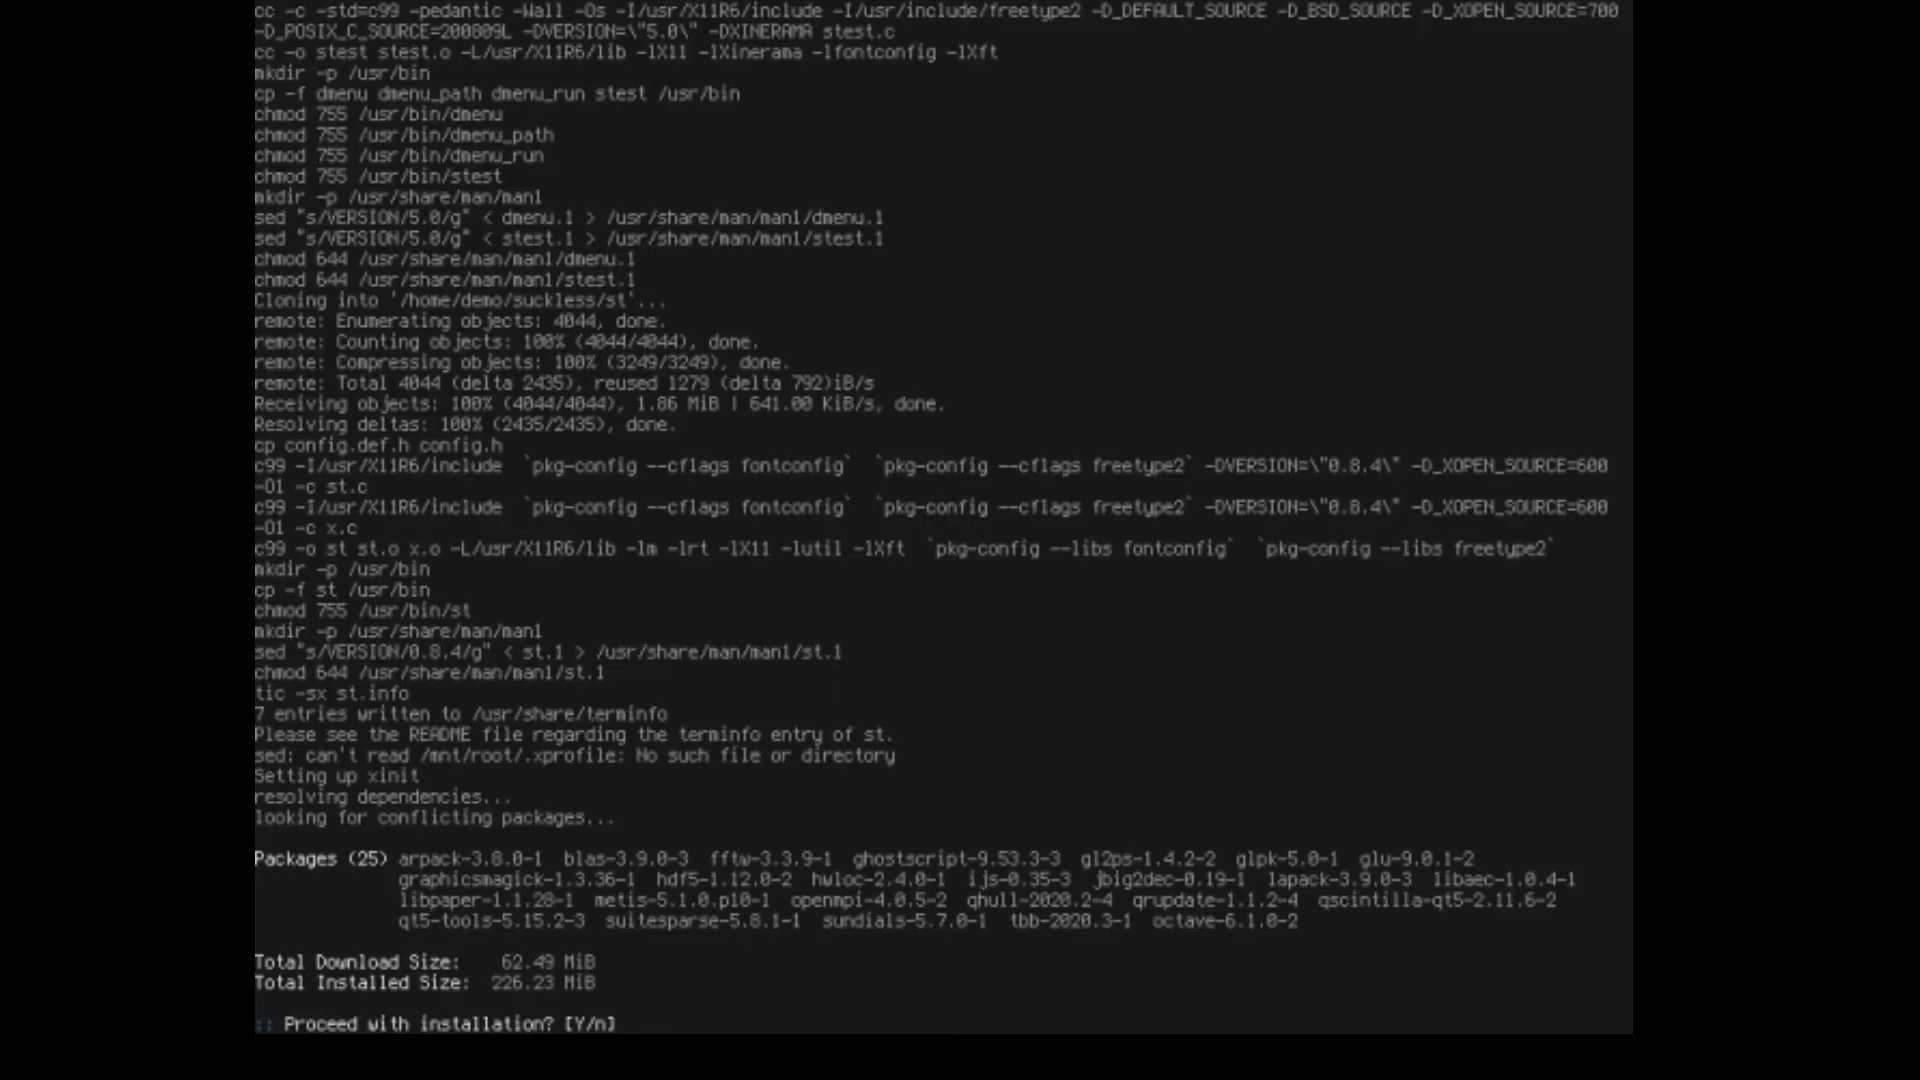 cc -c -std=c99 -pedantic -Wall -Os -I/usr/X11R6/include -I/usr/include/freetype2 -D_DEFAULT_SOURCE -D_BSD_SOURCE -D_XOPEN_SOURCE=700
-D_POSIX_C_SOURCE=200809L -DVERSION=\"5.0\" -DXINERAMA stest.c
cc -o stest stest.o -L/usr/X11R6/lib -lX11 -lXinerama -lfontconfig -lXft
mkdir -p /usr/bin
cp -f dmenu dmenu_path dmenu_run stest /usr/bin
chmod 755 /usr/bin/dmenu
chmod 755 /usr/bin/dmenu_path
chmod 755 /usr/bin/dmenu_run
chmod 755 /usr/bin/stest
mkdir -p /usr/share/man/man1
sed "s/VERSION/5.0/g" < dmenu.1 > /usr/share/man/man1/dmenu.1
sed "s/VERSION/5.0/g" < stest.1 > /usr/share/man/man1/stest.1
chmod 644 /usr/share/man/man1/dmenu.1
chmod 644 /usr/share/man/man1/stest.1
Cloning into '/home/demo/suckless/st'...
remote: Enumerating objects: 4044, done.
remote: Counting objects: 100% (4044/4044), done.
remote: Compressing objects: 100% (3249/3249), done.
remote: Total 4044 (delta 2435), reused 1279 (delta 792)iB/s
Receiving objects: 100% (4044/4044), 1.86 MiB | 641.00 KiB/s, done.
Resolving deltas: 100% (2435/2435), done.
cp config.def.h config.h
c99 -I/usr/X11R6/include  `pkg-config --cflags fontconfig`  `pkg-config --cflags freetype2` -DVERSION=\"0.8.4\" -D_XOPEN_SOURCE=600
-O1 -c st.c
c99 -I/usr/X11R6/include  `pkg-config --cflags fontconfig`  `pkg-config --cflags freetype2` -DVERSION=\"0.8.4\" -D_XOPEN_SOURCE=600
-O1 -c x.c
c99 -o st st.o x.o -L/usr/X11R6/lib -lm -lrt -lX11 -lutil -lXft  `pkg-config --libs fontconfig`  `pkg-config --libs freetype2`
mkdir -p /usr/bin
cp -f st /usr/bin
chmod 755 /usr/bin/st
mkdir -p /usr/share/man/man1
sed "s/VERSION/0.8.4/g" < st.1 > /usr/share/man/man1/st.1
chmod 644 /usr/share/man/man1/st.1
tic -sx st.info
7 entries written to /usr/share/terminfo
Please see the README file regarding the terminfo entry of st.
sed: can't read /mnt/root/.xprofile: No such file or directory
Setting up xinit
resolving dependencies...
looking for conflicting packages...
Packages (25) arpack-3.8.0-1  blas-3.9.0-3  fftw-3.3.9-1  ghostscript-9.53.3-3  gl2ps-1.4.2-2  glpk-5.0-1  glu-9.0.1-2
graphicsmagick-1.3.36-1  hdf5-1.12.0-2  hwloc-2.4.0-1  ijs-0.35-3  jbig2dec-0.19-1  lapack-3.9.0-3  libaec-1.0.4-1
libpaper-1.1.28-1  metis-5.1.0.p10-1  openmpi-4.0.5-2  qhull-2020.2-4  qrupdate-1.1.2-4  qscintilla-qt5-2.11.6-2
qt5-tools-5.15.2-3  suitesparse-5.8.1-1  sundials-5.7.0-1  tbb-2020.3-1  octave-6.1.0-2
Total Download Size:    62.49 MiB
Total Installed Size:  226.23 MiB
:: Proceed with installation? [Y/n]